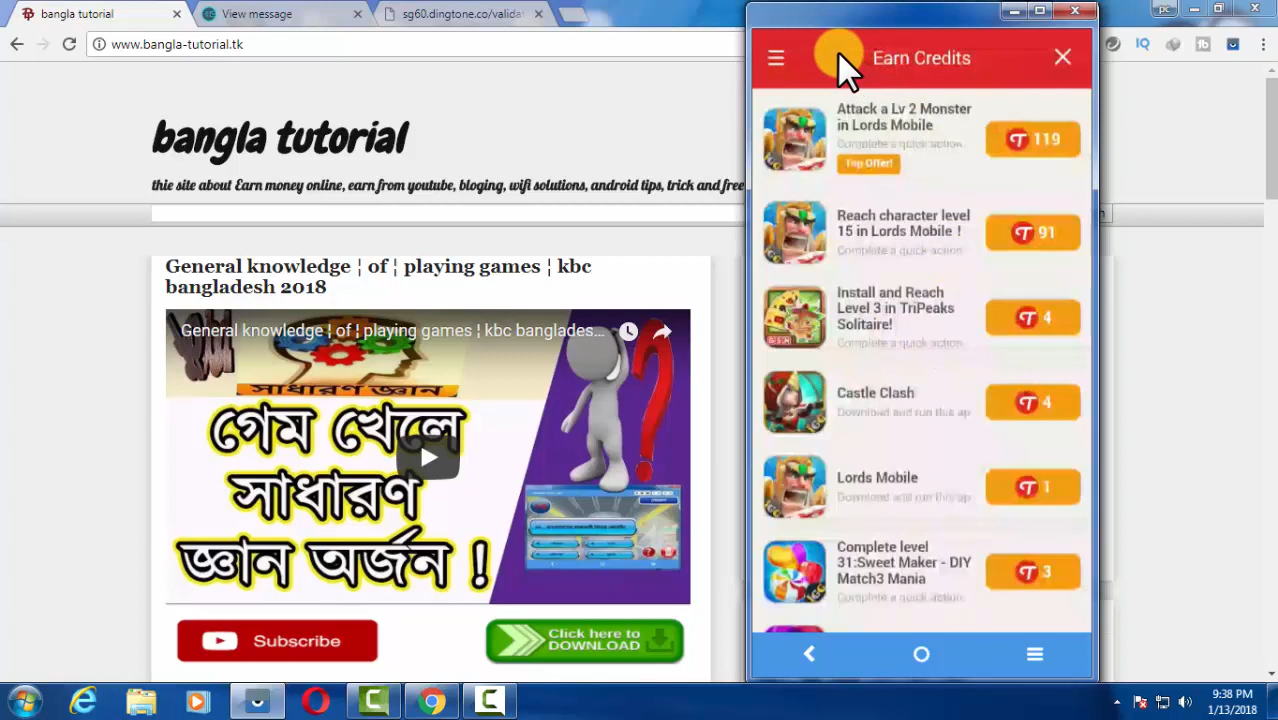 bangla tutorial
View message
sg60.dingtone.co/valida
pc
www.bangla-tutorial.tk
bangla tutorial
thie site about Earn money online, earn from youtube, bloging, wifi solutions, android tips, trick and free
General knowledge ¦ of ¦ playing games ¦ kbc
bangladesh 2018
General knowledge ¦ of ¦ playing games ¦ kbc banglades...
সাধারণ জ্ঞান
গেম খেলে
সাধারণ
জ্ঞান অর্জন !
Subscribe
Click here to
DOWNLOAD
Earn Credits
Attack a Lv 2 Monster
in Lords Mobile
Complete a quick action
Top Offer!
119
Reach character level
15 in Lords Mobile !
Complete a quick action
91
Install and Reach
Level 3 in TriPeaks
Solitaire!
Complete a quick action
4
Castle Clash
Download and run this ap
4
Lords Mobile
Download and run this ap
1
Complete level
31:Sweet Maker - DIY
Match3 Mania
Complete a quick action
3
9:38 PM
1/13/2018